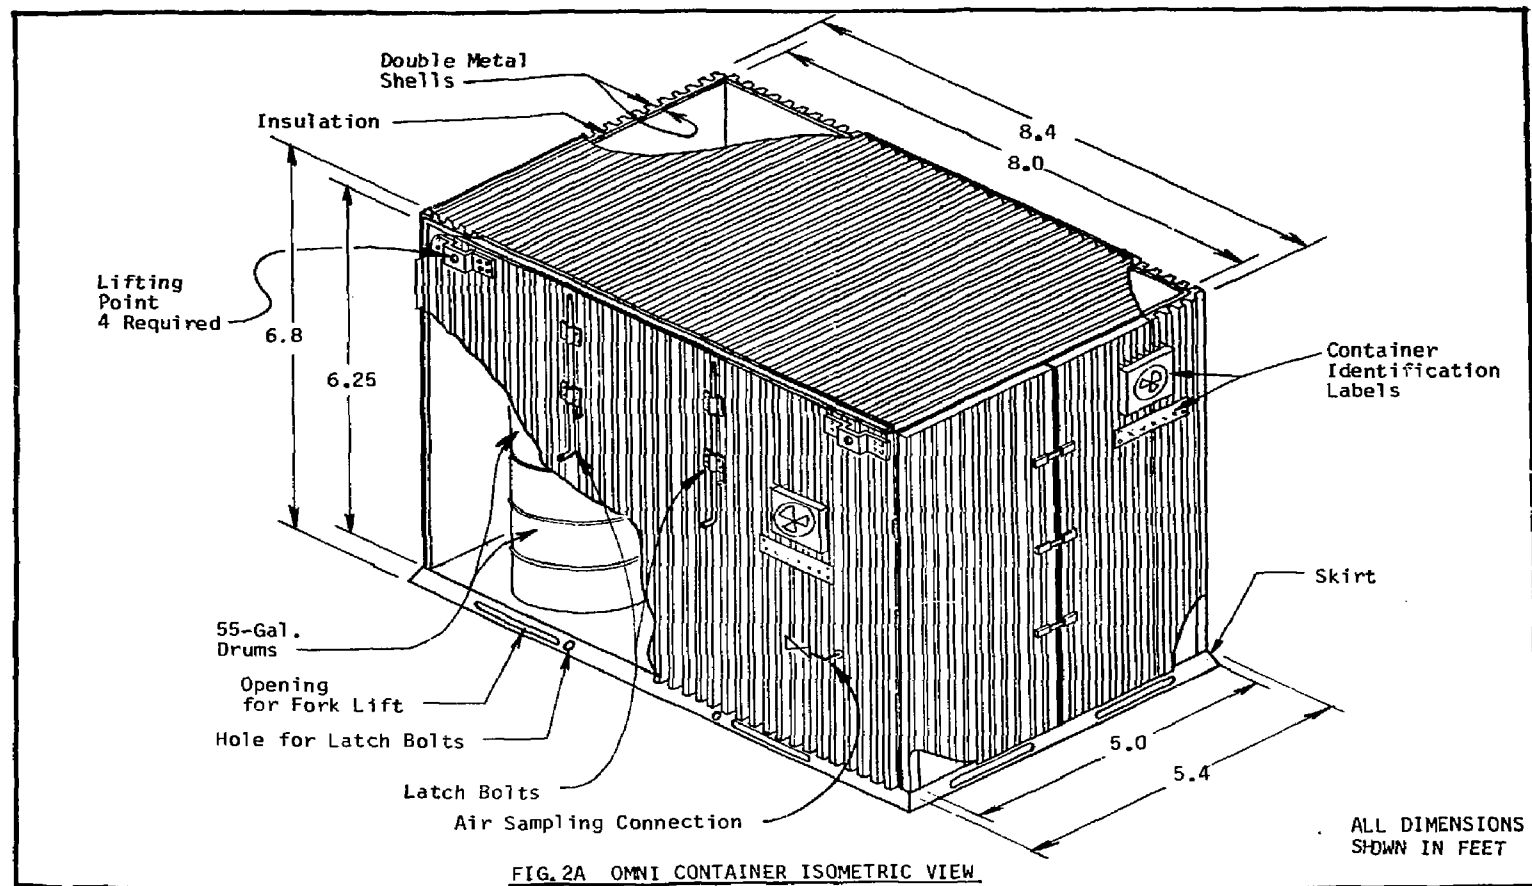 Double Metal
Shells
Insulation
8.4
8.0
Lifting
Point
4 Required
6.8
6.25
Container
Identification
Labels
Skirt
55-Gal.
Drums
Opening
for Fork Lift
Hole for Latch Bolts
5.0
5.4
Latch Bolts
Air Sampling Connection
ALL DIMENSIONS
SHOWN IN FEET
FIG.2A OMNI CONTAINER ISOMETRIC VIEW